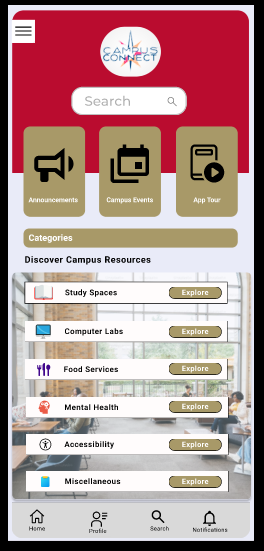 CAMPUS
CONNECT
Search
Announcements Campus Events App Tour
Categories
Discover Campus Resources
Study Spaces Explore
Computer Labs Explore
Food Services Explore
Mental Health Explore
Accessibility Explore
Miscellaneous Explore
Home Profile Search Notifications